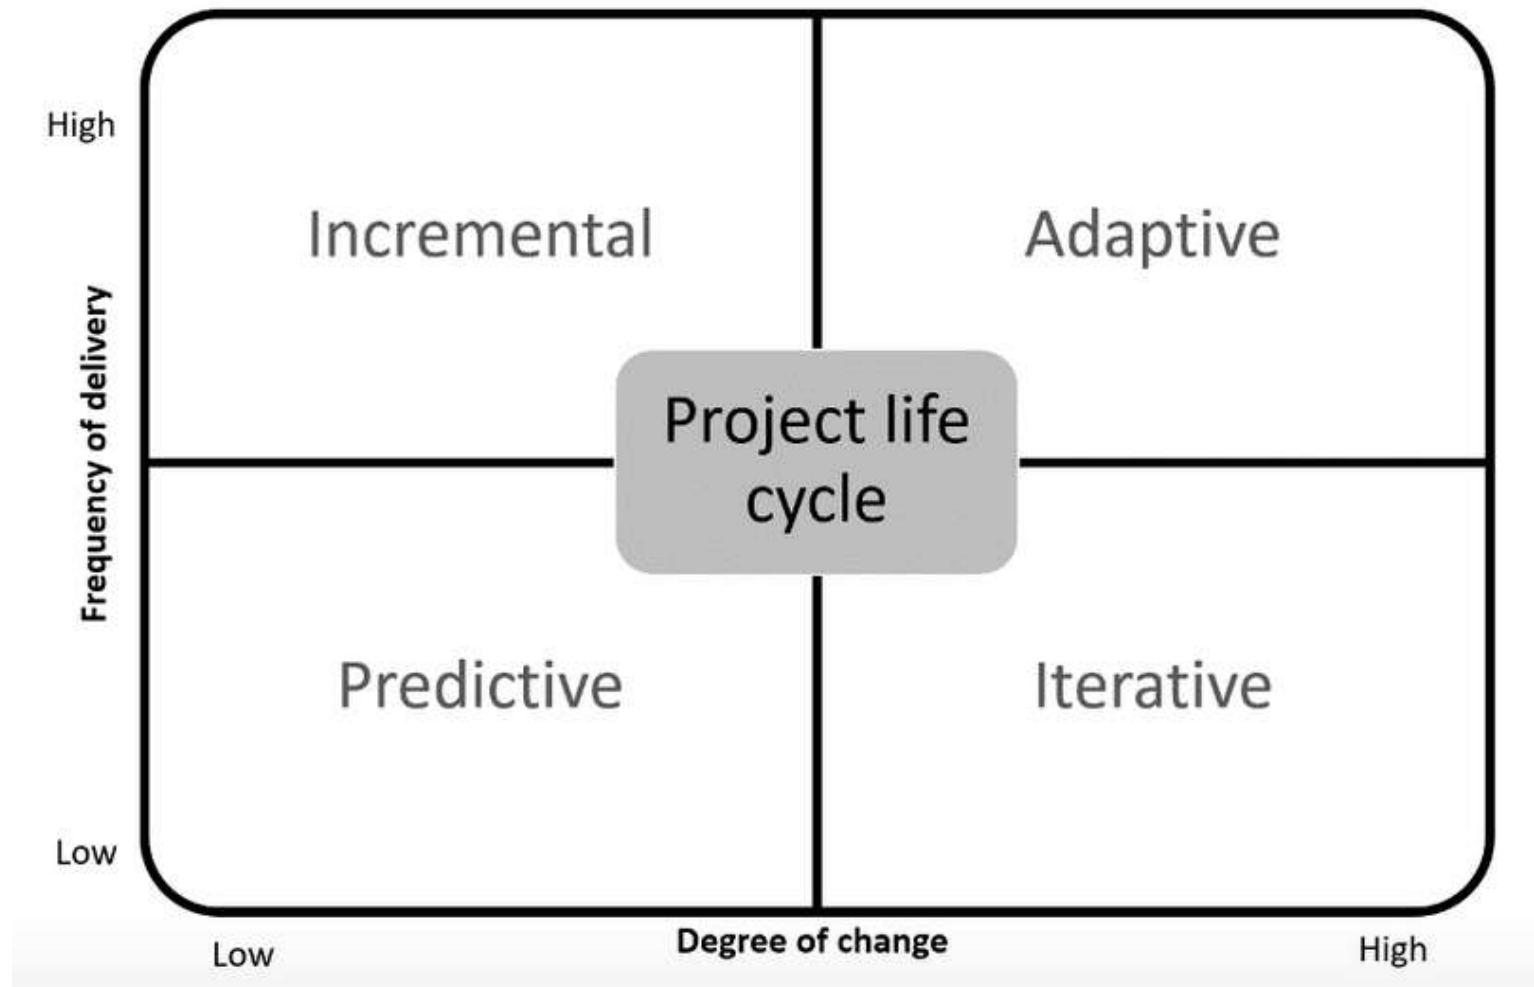 High
Incremental
Adaptive
Frequency of delivery
Project life
cycle
Predictive
Iterative
Low
Low
Degree of change
High